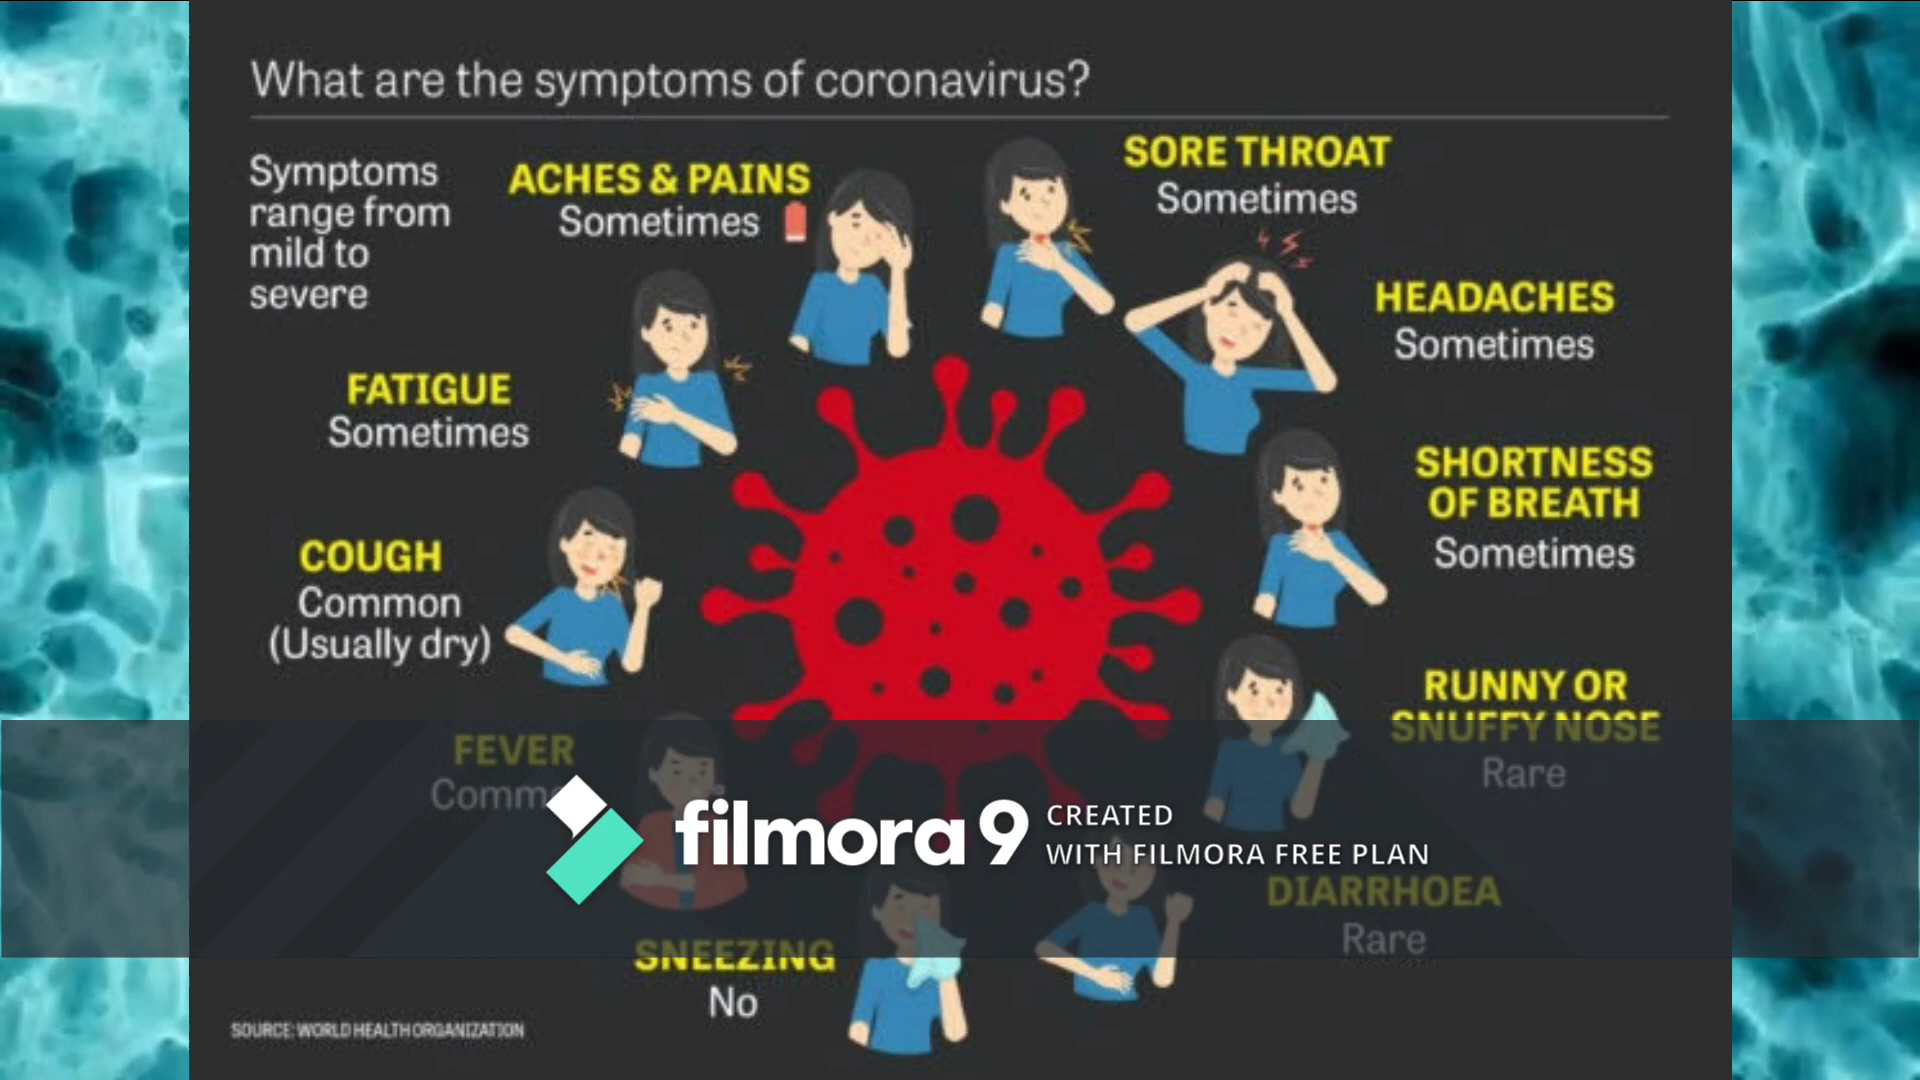 What are the symptoms of coronavirus?
Symptoms
range from
mild to
severe
ACHES & PAINS
Sometimes
SORE THROAT
Sometimes
HEADACHES
Sometimes
FATIGUE
Sometimes
SHORTNESS
OF BREATH
Sometimes
COUGH
Common
(Usually dry)
RUNNY OR
SNUFFY NOSE
Rare
FEVER
filmora 9
CREATED
WITH FILMORA FREE PLAN
DIARRHOEA
Rare
SNEEZING
No
SOURCE: WORLD HEALTH ORGANIZATION